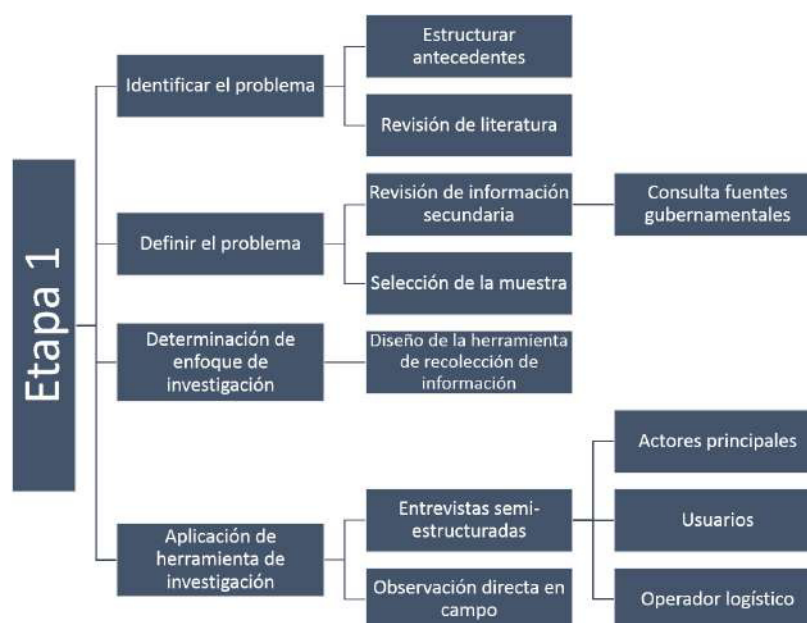 Etapa 1
Identificar el problema
Estructurar
antecedentes
Revisión de literatura
Definir el problema
Revisión de información
secundaria
Consulta fuentes
gubernamentales
Selección de la muestra
Determinación de
enfoque de
investigación
Diseño de la herramienta
de recolección de
información
Aplicación de
herramienta de
investigación
Entrevistas semi-
estructuradas
Actores principales
Usuarios
Operador logístico
Observación directa en
campo